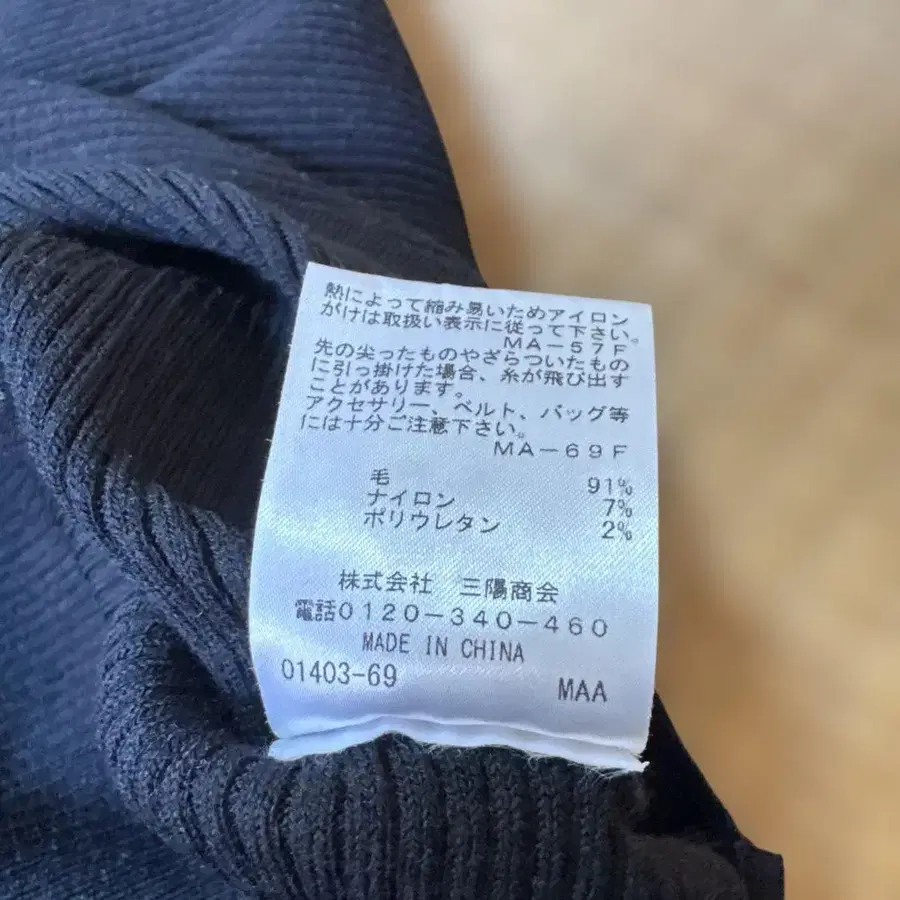 熱によって縮み易いためアイロン
がけは取扱い表示に従って下さい。
MA-57F
先の尖ったものやざらついたもの
に引っ掛けた場合、糸が飛び出す
ことがあります。
アクセサリー、ベルト、バッグ等
には十分ご注意下さい。
MA-69F
毛 91%
ナイロン 7%
ポリウレタン 2%
株式会社 三陽商会
電話0120-340-460
MADE IN CHINA
01403-69 MAA